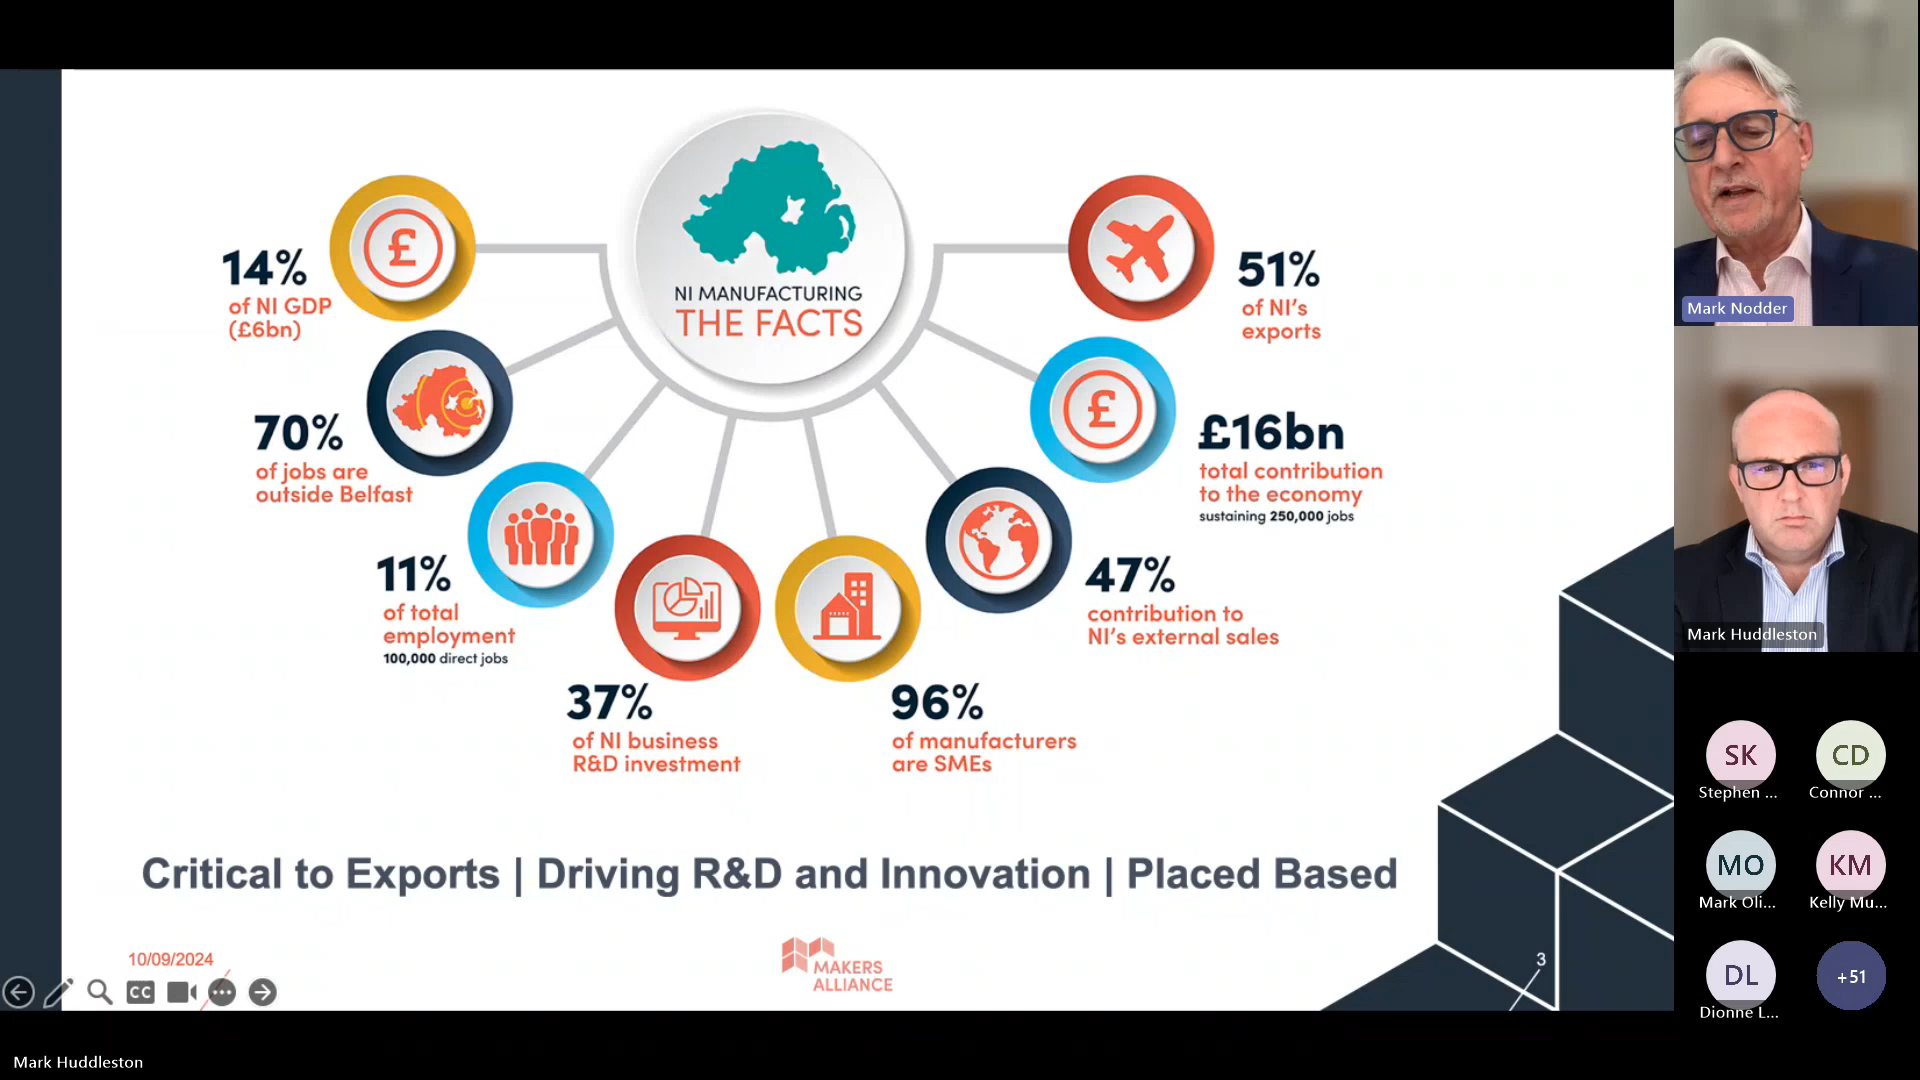 NI MANUFACTURING
THE FACTS
14%
of NI GDP
(£6bn)
70%
of jobs are
outside Belfast
11%
of total
employment
100,000 direct jobs
37%
of NI business
R&D investment
96%
of manufacturers
are SMEs
47%
contribution to
NI's external sales
£16bn
total contribution
to the economy
sustaining 250,000 jobs
51%
of NI's
exports
£
£
Critical to Exports | Driving R&D and Innovation | Placed Based
10/09/2024
MAKERS
ALLIANCE
3
CC
Mark Huddleston
Mark Nodder
Mark Huddleston
SK
Stephen ...
CD
Connor ...
MO
Mark Oli...
KM
Kelly Mu...
DL
Dionne L...
+51